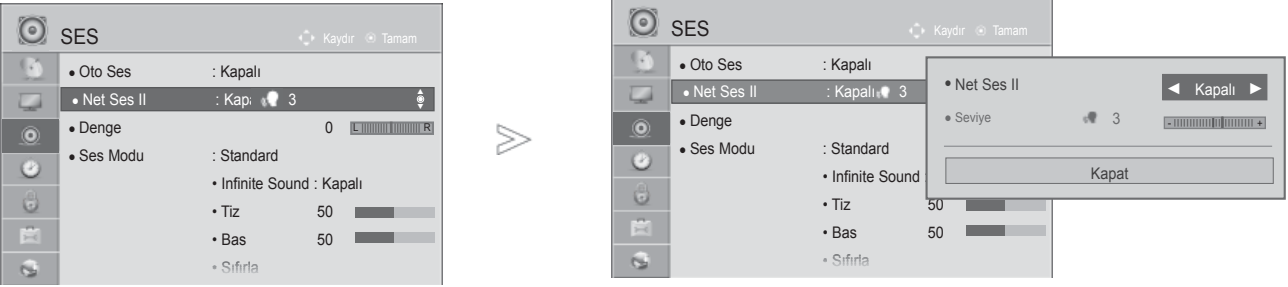 SES
Kaydır Tamam
• Oto Ses : Kapalı
• Net Ses II : Kapı 3
• Denge 0 L R
• Ses Modu : Standard
• Infinite Sound : Kapalı
• Tiz 50
• Bas 50
• Sıfırla
SES
Kaydır Tamam
• Oto Ses : Kapalı
• Net Ses II : Kapalı 3
• Denge
• Ses Modu : Standard
• Infinite Sound :
• Tiz 50
• Bas 50
• Sıfırla
• Net Ses II ◄ Kapalı ►
• Seviye 3 - +
Kapat